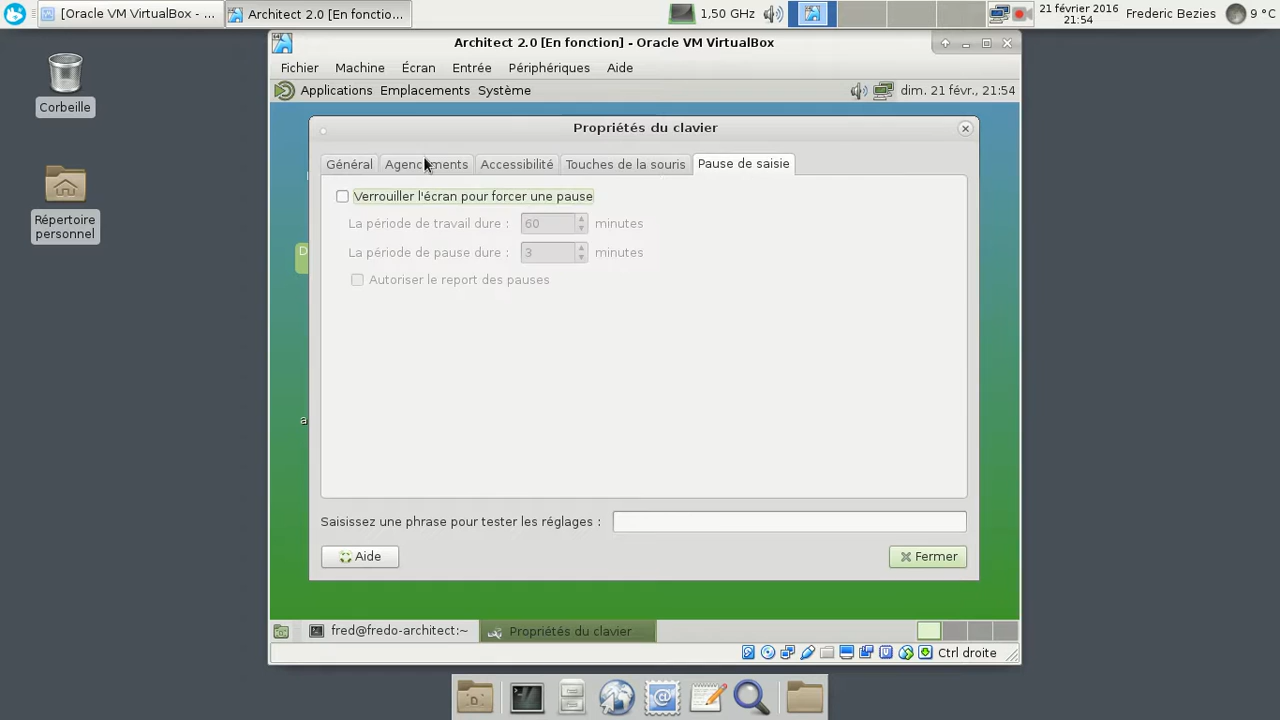 [Oracle VM VirtualBox - ...
Architect 2.0 [En fonctio...
1,50 GHz
21 février 2016
21:54
Frederic Bezies
9 °C
Corbeille
Répertoire
personnel
Architect 2.0 [En fonction] - Oracle VM VirtualBox
Fichier Machine Écran Entrée Périphériques Aide
Applications Emplacements Système
dim. 21 févr., 21:54
Propriétés du clavier
Général Agencements Accessibilité Touches de la souris Pause de saisie
Verrouiller l'écran pour forcer une pause
La période de travail dure : 60 minutes
La période de pause dure : 3 minutes
Autoriser le report des pauses
D
a
Saisissez une phrase pour tester les réglages :
Aide
Fermer
fred@fredo-architect:~
Propriétés du clavier
Ctrl droite